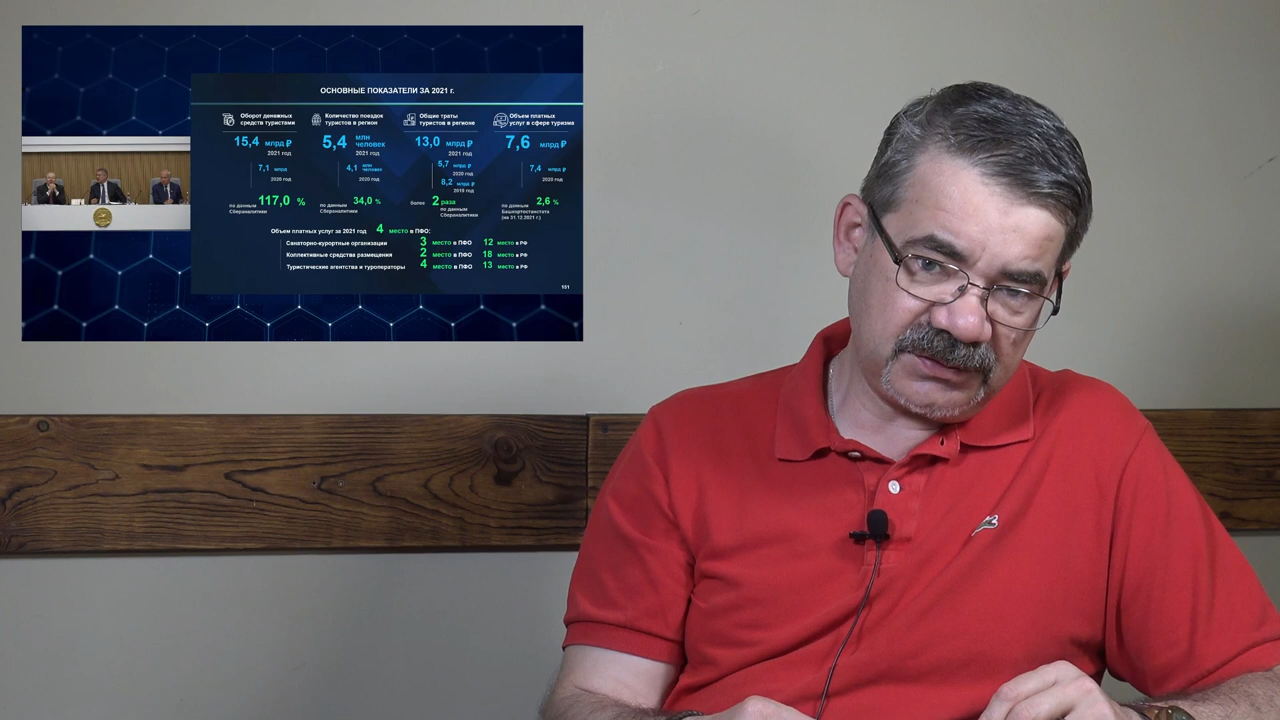 ОСНОВНЫЕ ПОКАЗАТЕЛИ ЗА 2021 г.
Оборот денежных
средств туристами
15,4 млрд ₽
2021 год
7,1 млрд
2020 год
по данным
Сбераналитики
117,0 %
Количество поездок
туристов в регион
5,4 млн
человек
2021 год
4,1 млн
человек
2020 год
по данным
Сбераналитики
34,0 %
Общие траты
туристов в регионе
13,0 млрд ₽
2021 год
5,7 млрд ₽
2020 год
8,2 млрд ₽
2019 год
более 2 раза
по данным
Сбераналитики
Объем платных
услуг в сфере туризма
7,6 млрд ₽
2021 год
7,4 млрд ₽
2020 год
по данным
Башкортостанстата
(на 31.12.2021 г.)
2,6 %
Объем платных услуг за 2021 год 4 место в ПФО:
Санаторно-курортные организации 3 место в ПФО 12 место в РФ
Коллективные средства размещения 2 место в ПФО 18 место в РФ
Туристические агентства и туроператоры 4 место в ПФО 13 место в РФ
151